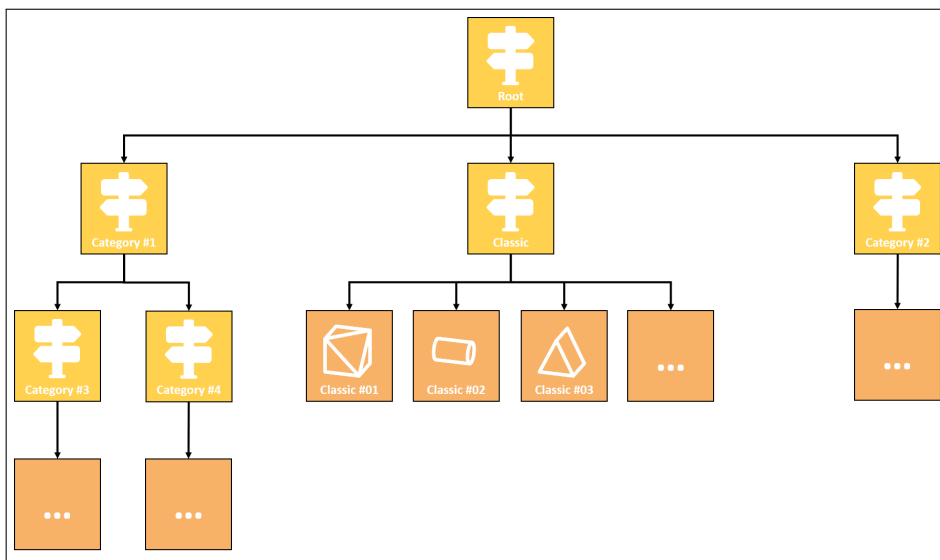 Root
Category #1
Classic
Category #2
Category #3
Category #4
Classic #01
Classic #02
Classic #03
...
...
...
...